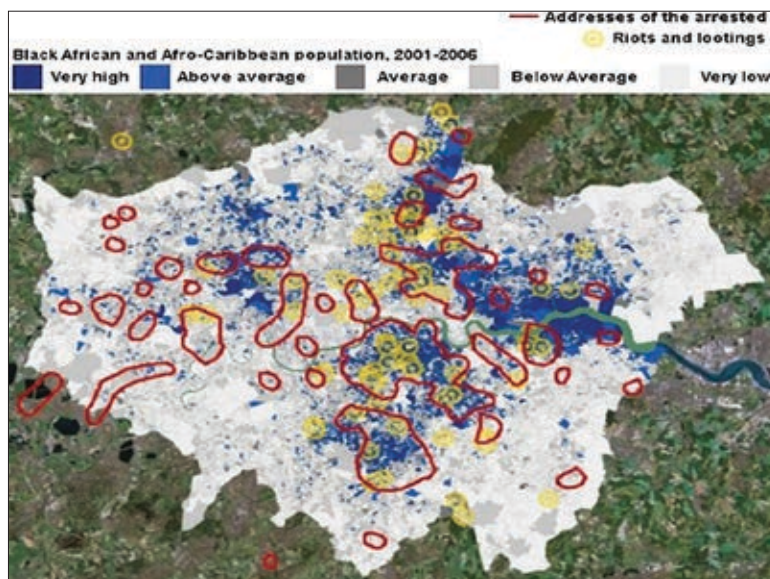 Addresses of the arrested
Riots and lootings
Black African and Afro-Caribbean population, 2001-2006
Very high Above average Average Below Average Very low